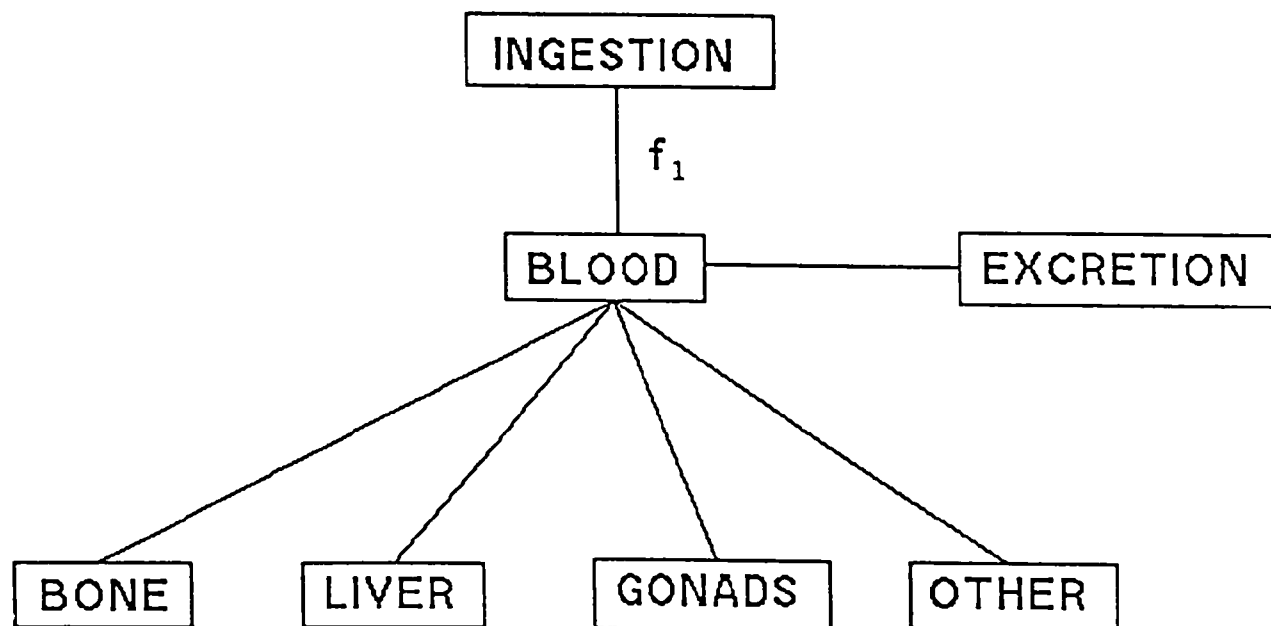 INGESTION
f₁
BLOOD
EXCRETION
BONE
LIVER
GONADS
OTHER